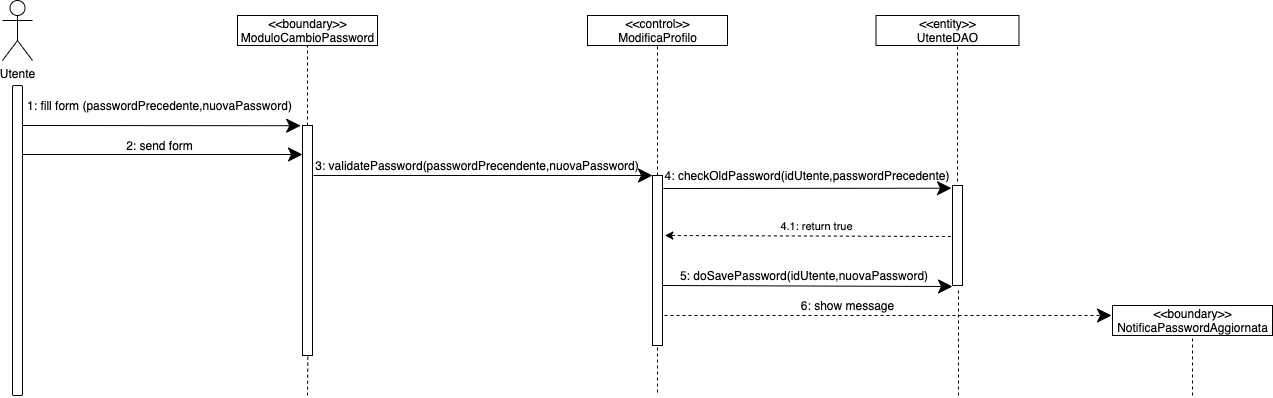 <<boundary>>
ModuloCambioPassword
<<control>>
ModificaProfilo
<<entity>>
UtenteDAO
Utente
1: fill form (passwordPrecedente,nuovaPassword)
2: send form
3: validatePassword(passwordPrecendente,nuovaPassword)
4: checkOldPassword(idUtente,passwordPrecedente)
4.1: return true
5: doSavePassword(idUtente,nuovaPassword)
6: show message
<<boundary>>
NotificaPasswordAggiornata